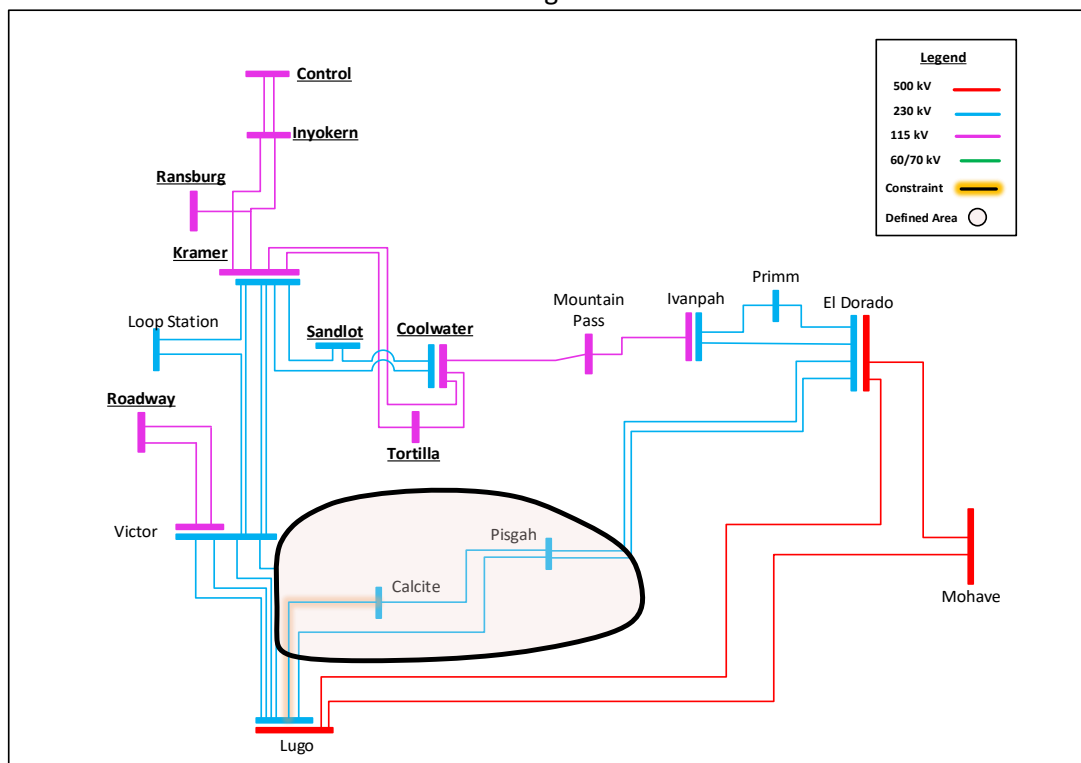 Control
Legend
500 kV
230 kV
115 kV
60/70 kV
Constraint
Defined Area
Inyokern
Ransburg
Kramer
Loop Station
Sandlot
Coolwater
Mountain
Pass
Ivanpah
Primm
El Dorado
Roadway
Tortilla
Victor
Pisgah
Calcite
Mohave
Lugo